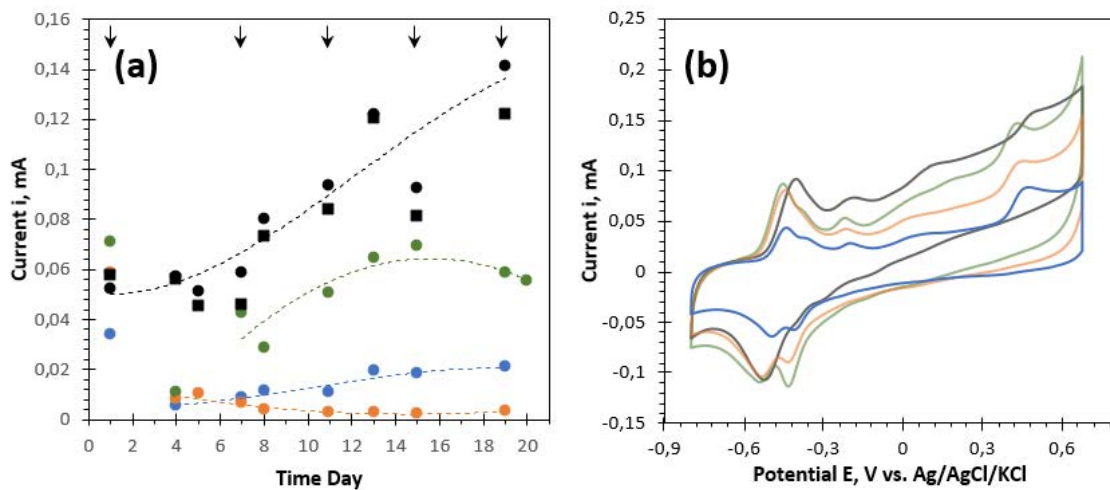 (a)
Current i, mA
0,16
0,14
0,12
0,1
0,08
0,06
0,04
0,02
0
0 2 4 6 8 10 12 14 16 18 20
Time Day
(b)
Current i, mA
0,25
0,2
0,15
0,1
0,05
0
-0,05
-0,1
-0,15
-0,9 -0,6 -0,3 0 0,3 0,6
Potential E, V vs. Ag/AgCl/KCl